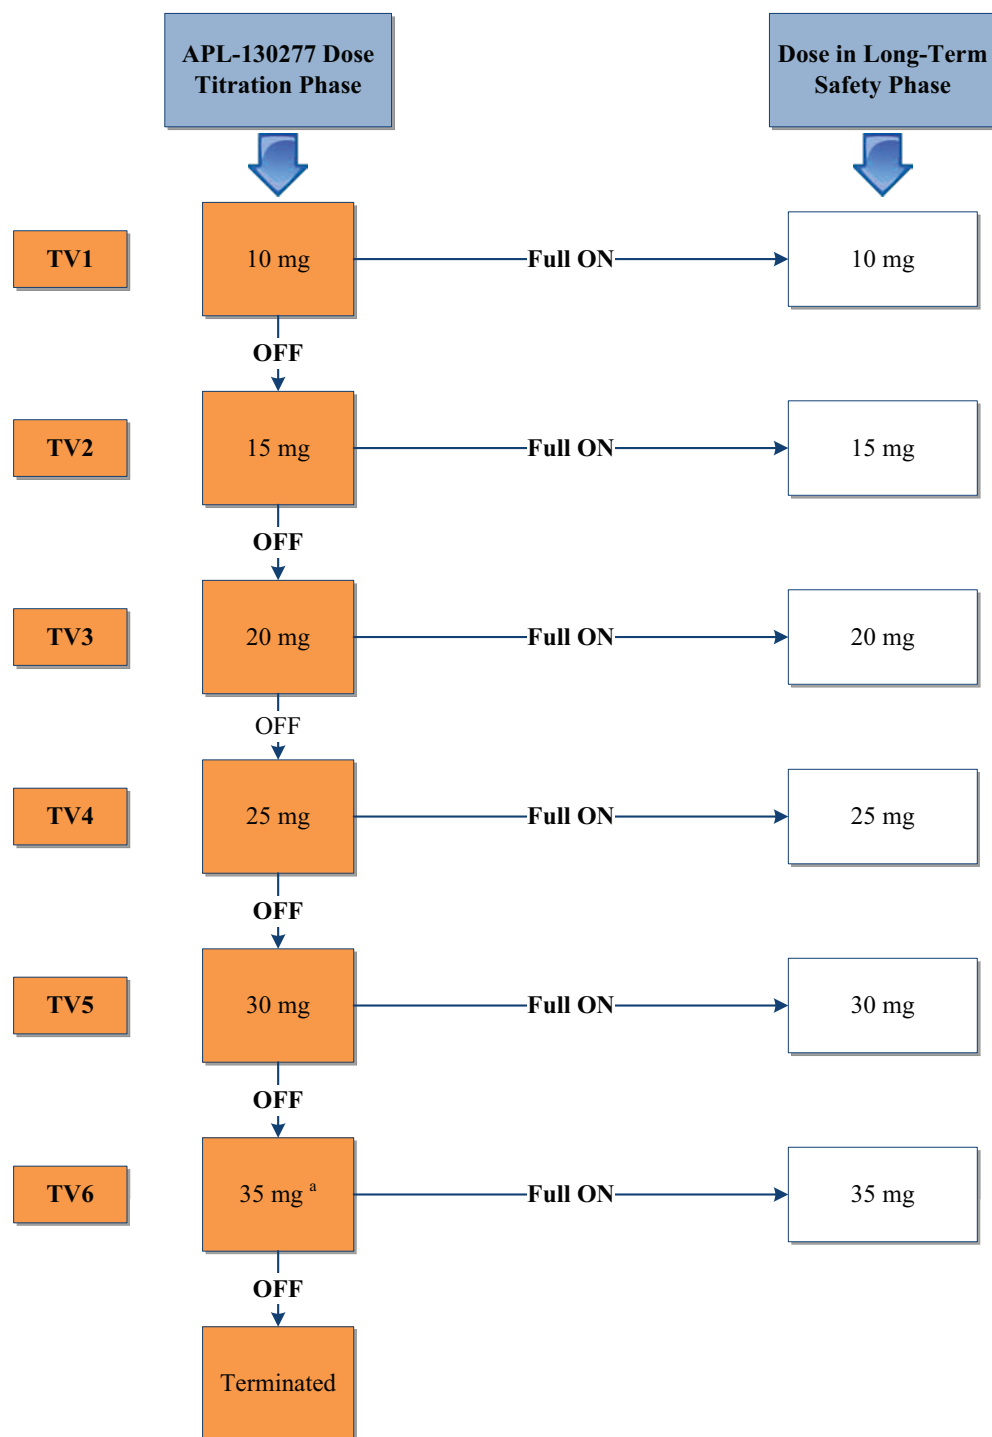 APL-130277 Dose
Titration Phase
Dose in Long-Term
Safety Phase
TV1
10 mg
Full ON
10 mg
OFF
TV2
15 mg
Full ON
15 mg
OFF
TV3
20 mg
Full ON
20 mg
OFF
TV4
25 mg
Full ON
25 mg
OFF
TV5
30 mg
Full ON
30 mg
OFF
TV6
35 mg a
Full ON
35 mg
OFF
Terminated